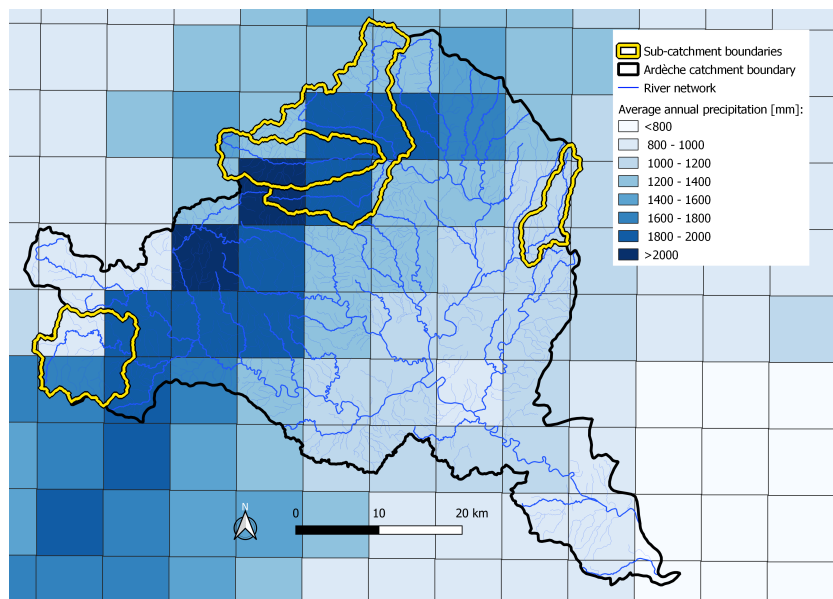 Sub-catchment boundaries
Ardèche catchment boundary
River network
Average annual precipitation [mm]:
<800
800 - 1000
1000 - 1200
1200 - 1400
1400 - 1600
1600 - 1800
1800 - 2000
>2000
N
0 10 20 km